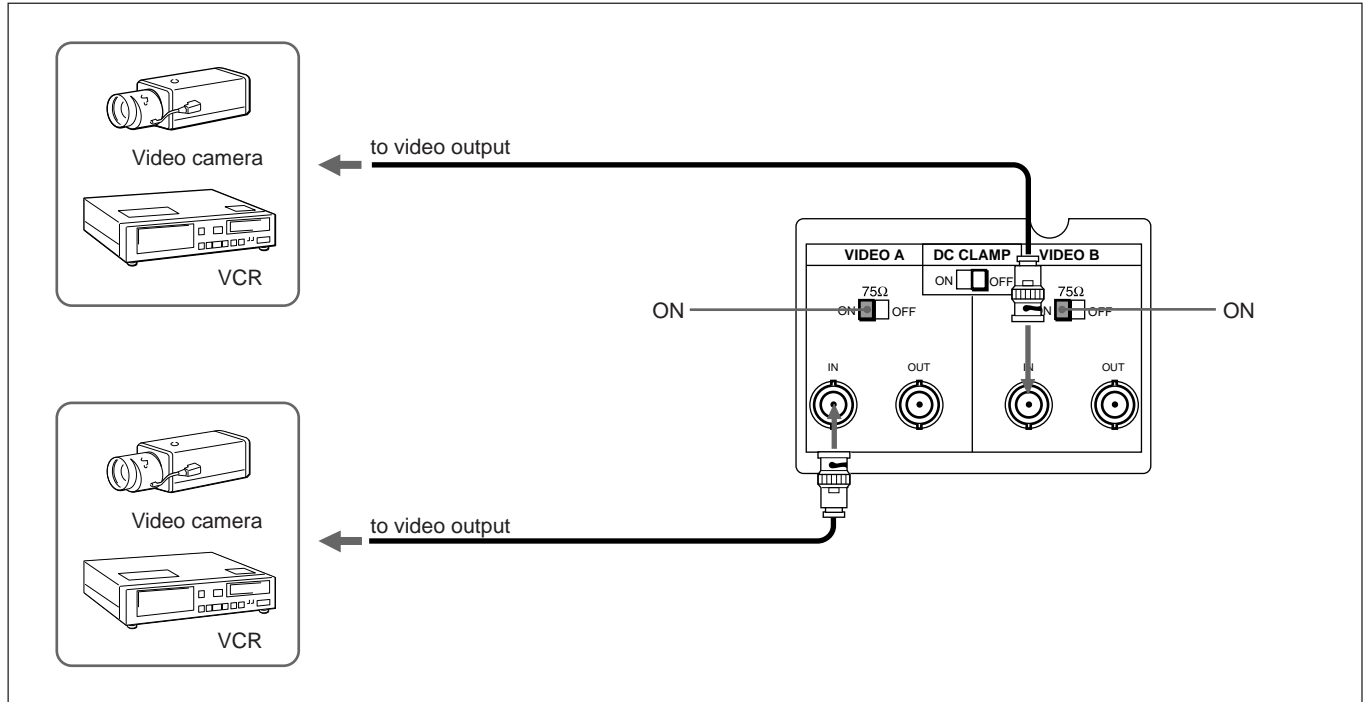 Video camera
VCR
to video output
VIDEO A DC CLAMP VIDEO B
ON OFF
75Ω 75Ω
ON OFF N OFF
ON ON
IN OUT IN OUT
Video camera
VCR
to video output